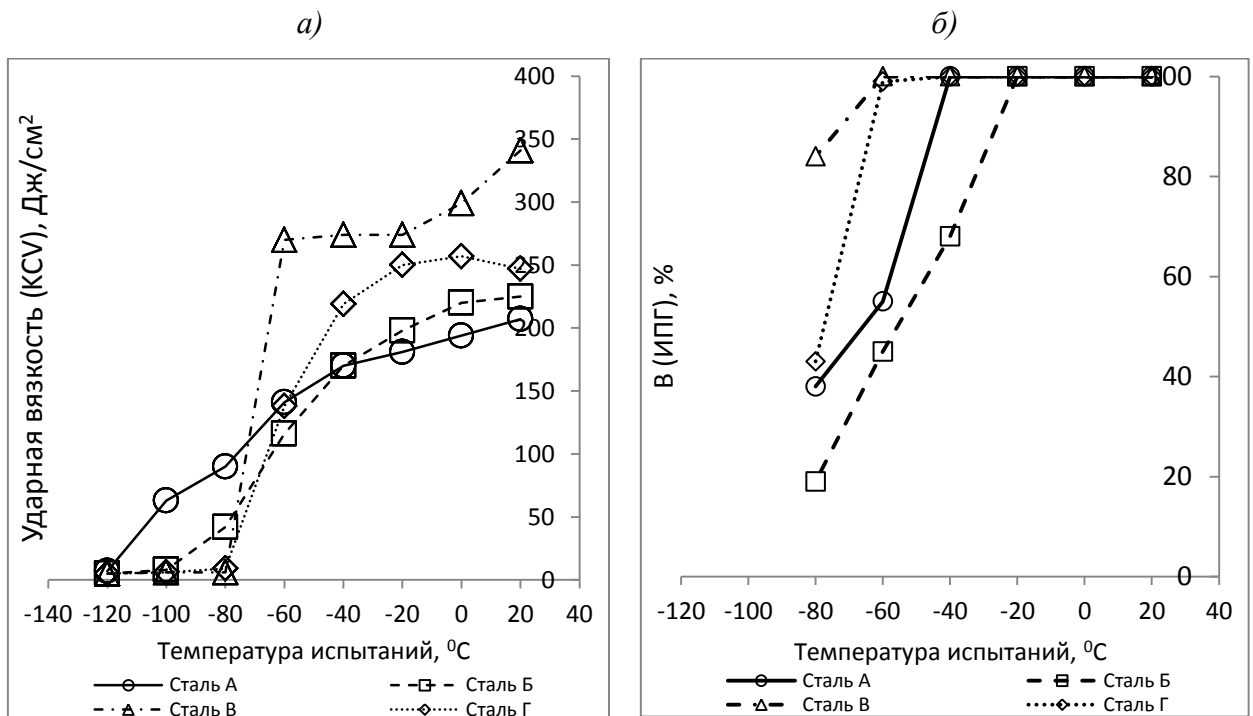 а)
б)
Ударная вязкость (KCV), Дж/см²
400
350
300
250
200
150
100
50
0
-140 -120 -100 -80 -60 -40 -20 0 20 40
Температура испытаний, ⁰С
Сталь А Сталь Б
Сталь В Сталь Г
В (ИПГ), %
100
80
60
40
20
0
-120 -100 -80 -60 -40 -20 0 20 40
Температура испытаний, ⁰С
Сталь А Сталь Б
Сталь В Сталь Г